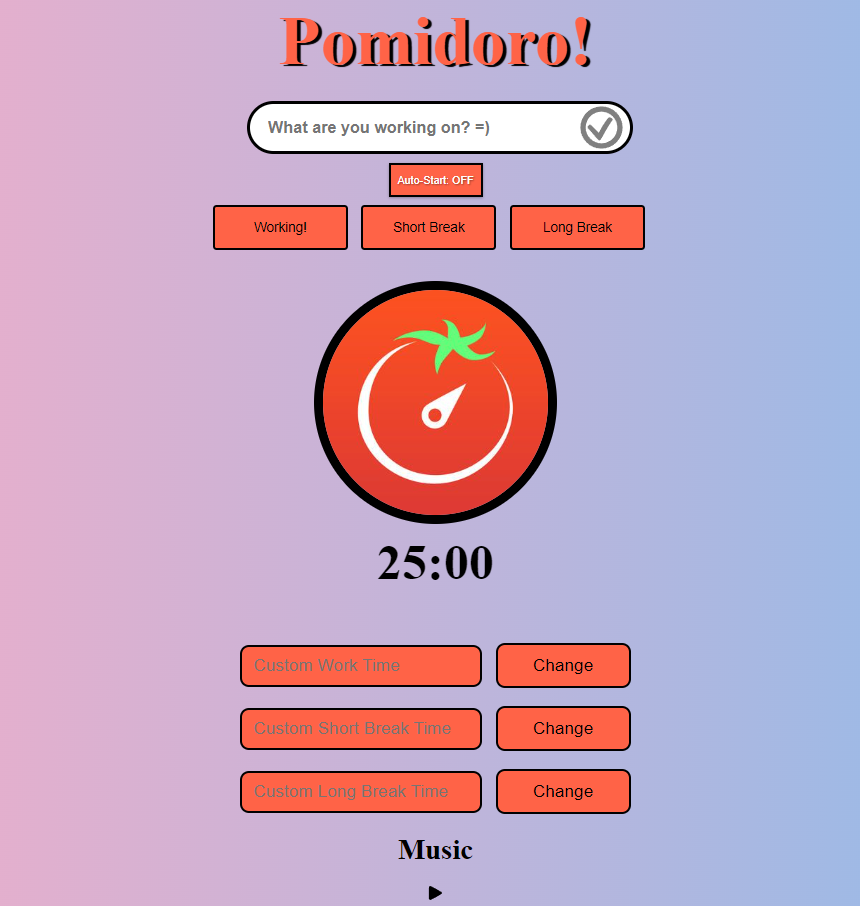 Pomidoro!
What are you working on? =)
Auto-Start: OFF
Working! Short Break Long Break
25:00
Custom Work Time Change
Custom Short Break Time Change
Custom Long Break Time Change
Music